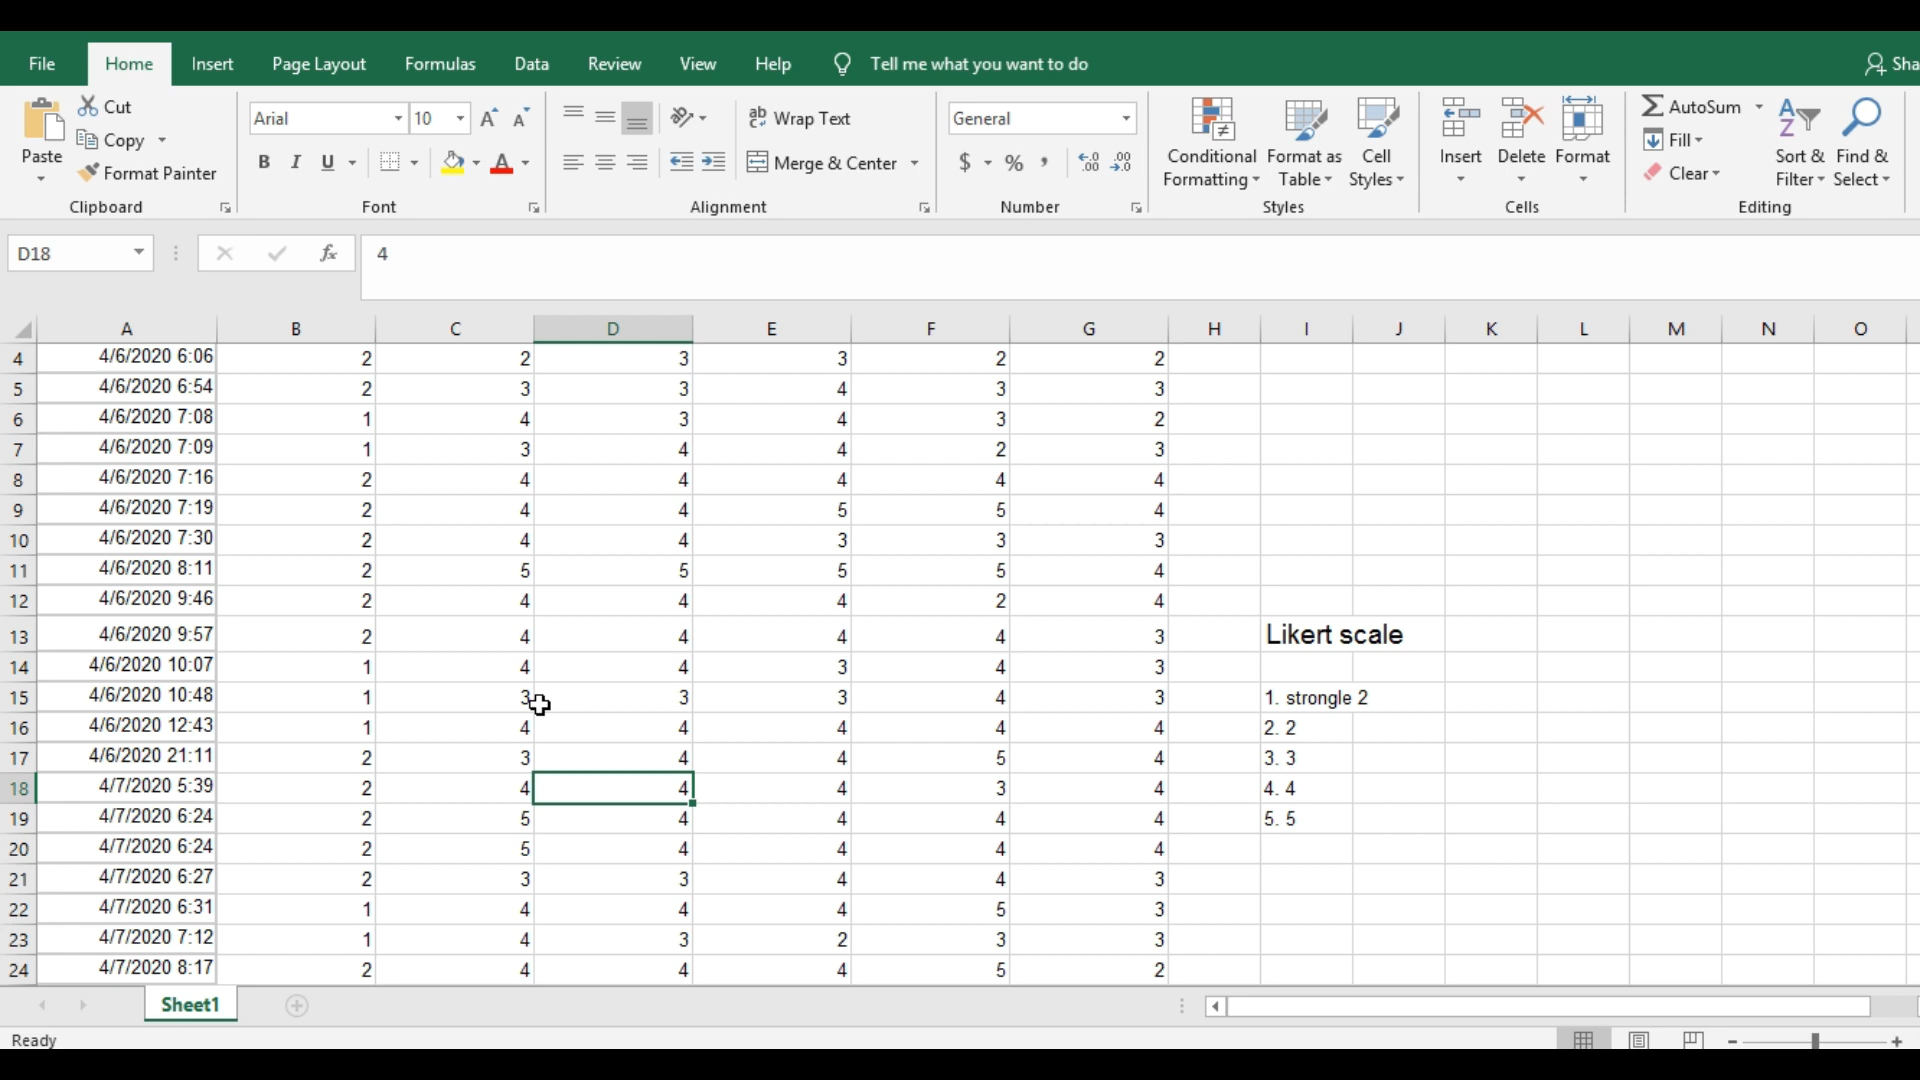 File Home Insert Page Layout Formulas Data Review View Help Tell me what you want to do Sha
Paste Cut Copy Format Painter Clipboard
Arial 10 A A B I U A Font
ab Wrap Text Merge & Center Alignment
General $ % , .00 .00 Number
Conditional Formatting Format as Table Cell Styles Styles
Insert Delete Format Cells
AutoSum Fill Clear Sort & Filter Find & Select Editing
D18 fx 4
A B C D E F G H I J K L M N O
4 4/6/2020 6:06 2 2 3 3 2 2
5 4/6/2020 6:54 2 3 3 4 3 3
6 4/6/2020 7:08 1 4 3 4 3 2
7 4/6/2020 7:09 1 3 4 4 2 3
8 4/6/2020 7:16 2 4 4 4 4 4
9 4/6/2020 7:19 2 4 4 5 5 4
10 4/6/2020 7:30 2 4 4 3 3 3
11 4/6/2020 8:11 2 5 5 5 5 4
12 4/6/2020 9:46 2 4 4 4 2 4
13 4/6/2020 9:57 2 4 4 4 4 3 Likert scale
14 4/6/2020 10:07 1 4 4 3 4 3
15 4/6/2020 10:48 1 3 3 3 4 3 1. strongle 2
16 4/6/2020 12:43 1 4 4 4 4 4 2. 2
17 4/6/2020 21:11 2 3 4 4 5 4 3. 3
18 4/7/2020 5:39 2 4 4 4 3 4 4. 4
19 4/7/2020 6:24 2 5 4 4 4 4 5. 5
20 4/7/2020 6:24 2 5 4 4 4 4
21 4/7/2020 6:27 2 3 3 4 4 3
22 4/7/2020 6:31 1 4 4 4 5 3
23 4/7/2020 7:12 1 4 3 2 3 3
24 4/7/2020 8:17 2 4 4 4 5 2
Sheet1
Ready